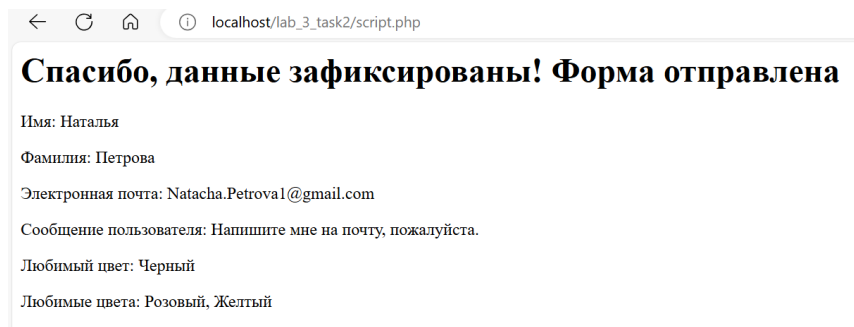 localhost/lab_3_task2/script.php
Спасибо, данные зафиксированы! Форма отправлена
Имя: Наталья
Фамилия: Петрова
Электронная почта: Natacha.Petrova1@gmail.com
Сообщение пользователя: Напишите мне на почту, пожалуйста.
Любимый цвет: Черный
Любимые цвета: Розовый, Желтый